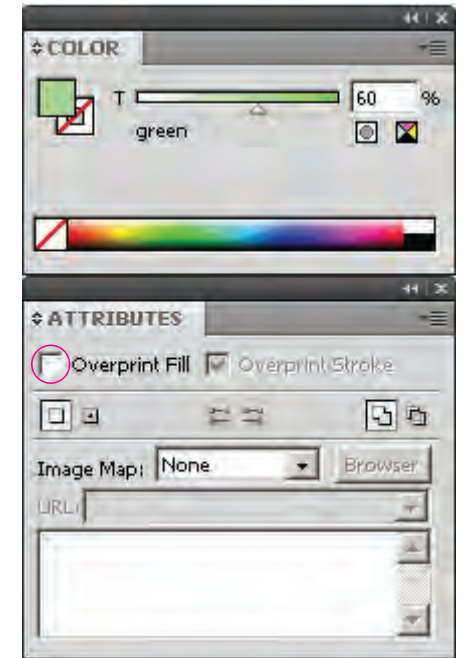 COLOR
T 60 %
green
ATTRIBUTES
Overprint Fill Overprint Stroke
Image Map: None Browser
URL: